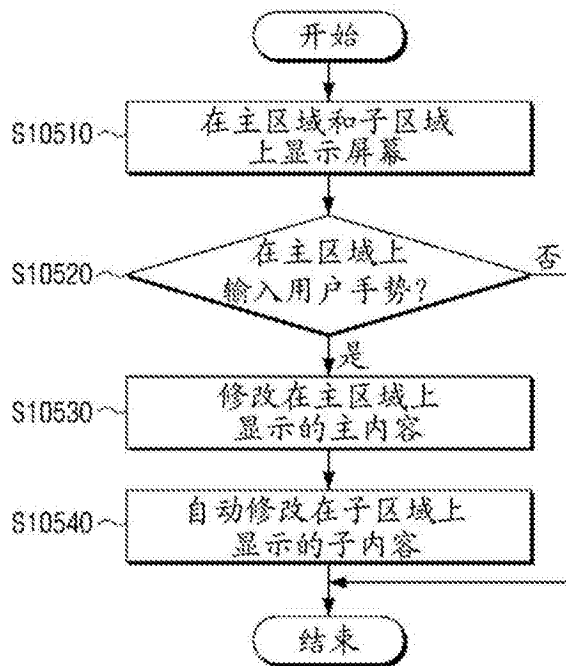 开始
S10510
在主区域和子区域
上显示屏幕
S10520
在主区域上
输入用户手势?
否
是
S10530
修改在主区域上
显示的主内容
S10540
自动修改在子区域上
显示的子内容
结束